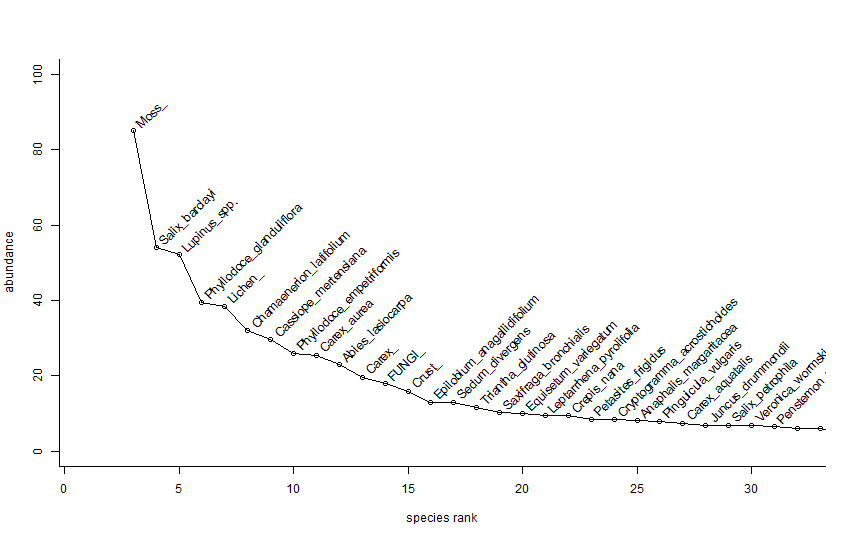 100
80
60
40
20
0
abundance
Moss_
Salix_barclayi
Lupinus_spp.
Phyllodoce_glanduliflora
Lichen_
Chamaenerion_latifolium
Cassiope_mertensiana
Phyllodoce_empetriformis
Carex_aurea
Abies_lasiocarpa
Carex_
FUNGI_
Crust_
Epilobium_anagallidifolium
Sedum_divergens
Triantha_glutinosa
Saxifraga_bronchialis
Equisetum_variegatum
Leptarrhena_pyrolifolia
Crepis_nana
Petasites_frigidus
Cryptogramma_acrostichoides
Anaphalis_margaritacea
Pinguicula_vulgaris
Carex_aquatalis
Juncus_drummondii
Salix_petrophila
Veronica_wormskj
Penstemon_
0 5 10 15 20 25 30
species rank